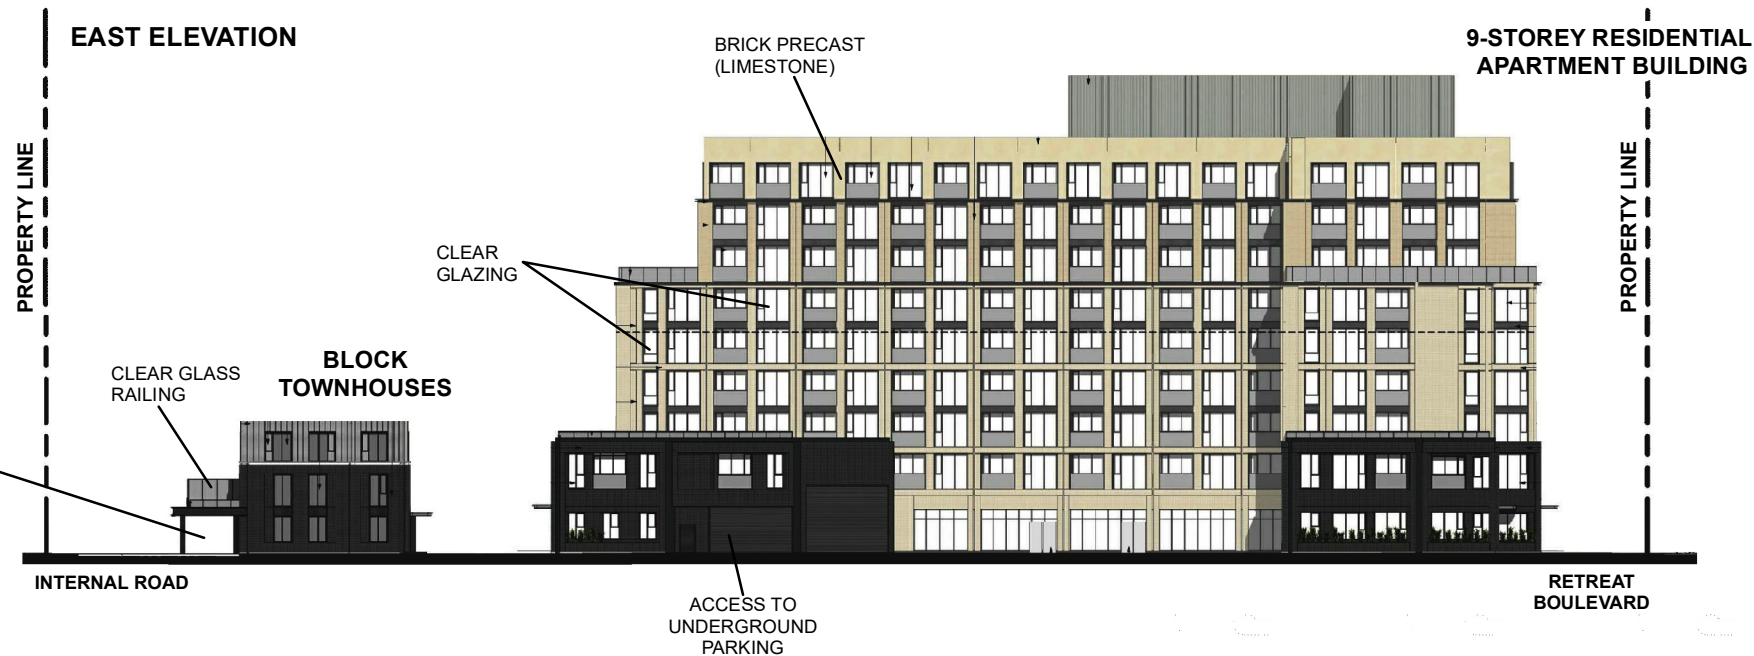 EAST ELEVATION
BRICK PRECAST
(LIMESTONE)
9-STOREY RESIDENTIAL
APARTMENT BUILDING
PROPERTY LINE
PROPERTY LINE
CLEAR
GLAZING
BLOCK
TOWNHOUSES
CLEAR GLASS
RAILING
INTERNAL ROAD
RETREAT
BOULEVARD
ACCESS TO
UNDERGROUND
PARKING